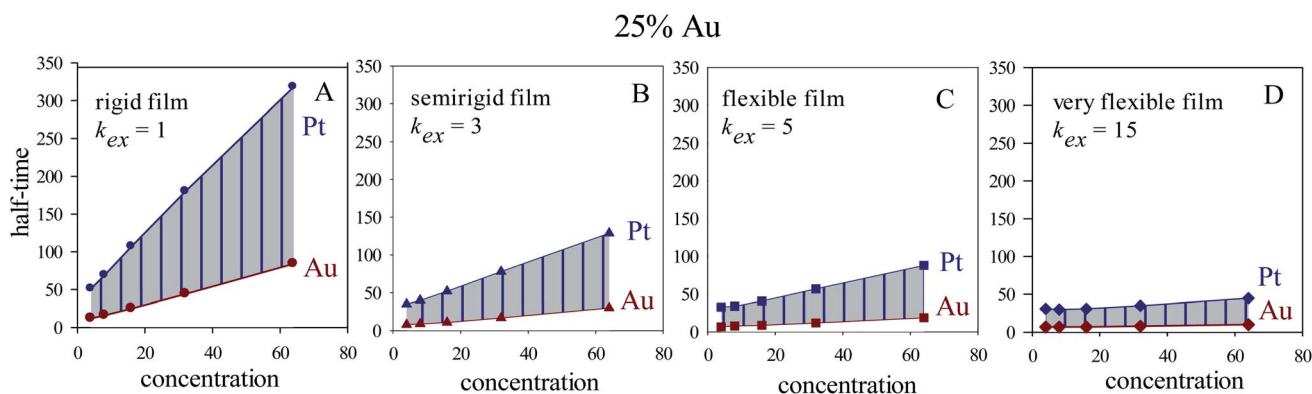 25% Au
half-time
350
300
250
200
150
100
50
0
rigid film
k_ex = 1
A
Pt
Au
0 20 40 60 80
concentration
350
300
250
200
150
100
50
0
semirigid film
k_ex = 3
B
Pt
Au
0 20 40 60 80
concentration
350
300
250
200
150
100
50
0
flexible film
k_ex = 5
C
Pt
Au
0 20 40 60 80
concentration
350
300
250
200
150
100
50
0
very flexible film
k_ex = 15
D
Pt
Au
0 20 40 60 80
concentration